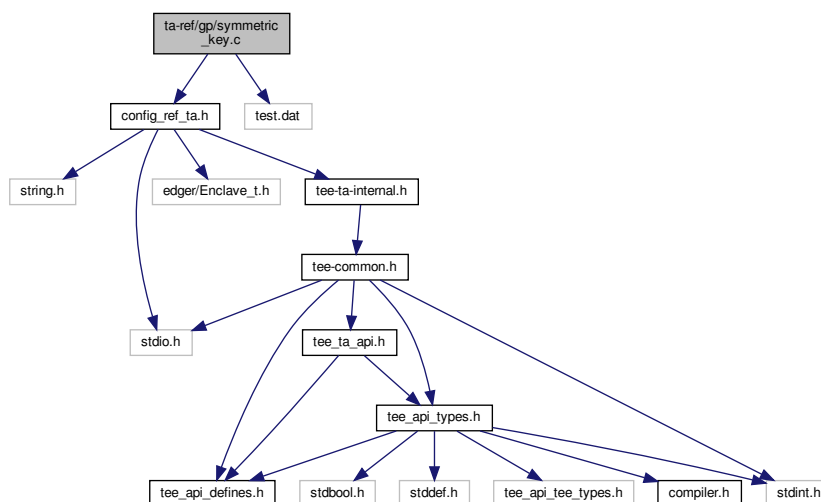 ta-ref/gp/symmetric
_key.c
config_ref_ta.h
test.dat
string.h
edger/Enclave_t.h
tee-ta-internal.h
tee-common.h
stdio.h
tee_ta_api.h
tee_api_types.h
tee_api_defines.h
stdbool.h
stddef.h
tee_api_tee_types.h
compiler.h
stdint.h